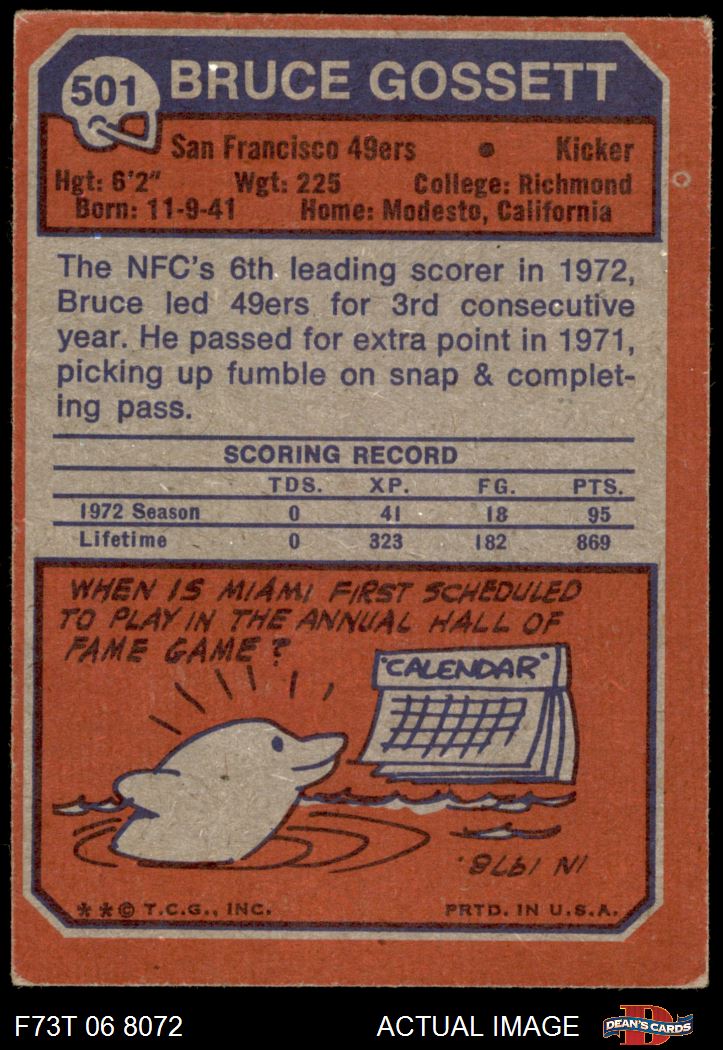 501 BRUCE GOSSETT
San Francisco 49ers • Kicker
Hgt: 6'2" Wgt: 225 College: Richmond
Born: 11-9-41 Home: Modesto, California
The NFC's 6th leading scorer in 1972,
Bruce led 49ers for 3rd consecutive
year. He passed for extra point in 1971,
picking up fumble on snap & complet-
ing pass.
SCORING RECORD
TDS. XP. FG. PTS.
1972 Season 0 41 18 95
Lifetime 0 323 182 869
WHEN IS MIAMI FIRST SCHEDULED
TO PLAY IN THE ANNUAL HALL OF
FAME GAME?
"CALENDAR"
IN 1978.
** © T.C.G., INC. PRTD. IN U.S.A.
F73T 06 8072 ACTUAL IMAGE DEAN'S CARDS